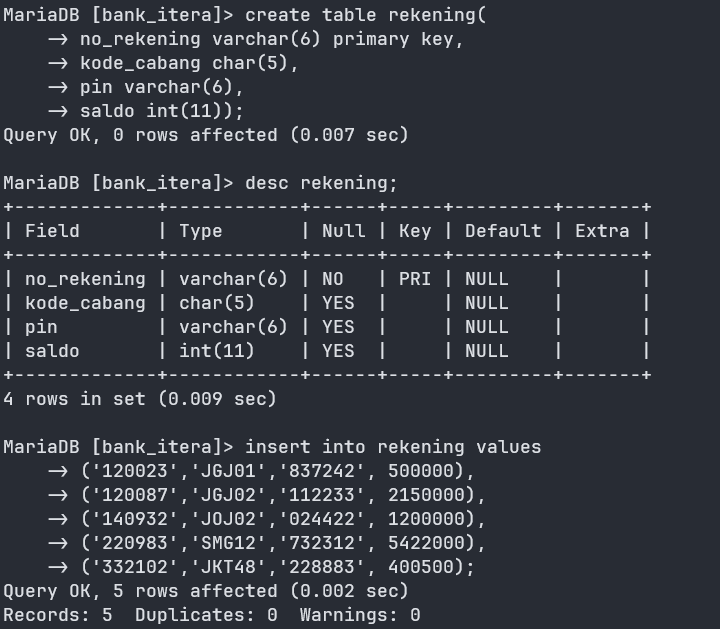 MariaDB [bank_itera]> create table rekening(
    -> no_rekening varchar(6) primary key,
    -> kode_cabang char(5),
    -> pin varchar(6),
    -> saldo int(11));
Query OK, 0 rows affected (0.007 sec)

MariaDB [bank_itera]> desc rekening;
+-------------+------------+------+-----+---------+-------+
| Field       | Type       | Null | Key | Default | Extra |
+-------------+------------+------+-----+---------+-------+
| no_rekening | varchar(6) | NO   | PRI | NULL    |       |
| kode_cabang | char(5)    | YES  |     | NULL    |       |
| pin         | varchar(6) | YES  |     | NULL    |       |
| saldo       | int(11)    | YES  |     | NULL    |       |
+-------------+------------+------+-----+---------+-------+
4 rows in set (0.009 sec)

MariaDB [bank_itera]> insert into rekening values
    -> ('120023','JGJ01','837242', 500000),
    -> ('120087','JGJ02','112233', 2150000),
    -> ('140932','JOJ02','024422', 1200000),
    -> ('220983','SMG12','732312', 5422000),
    -> ('332102','JKT48','228883', 400500);
Query OK, 5 rows affected (0.002 sec)
Records: 5  Duplicates: 0  Warnings: 0